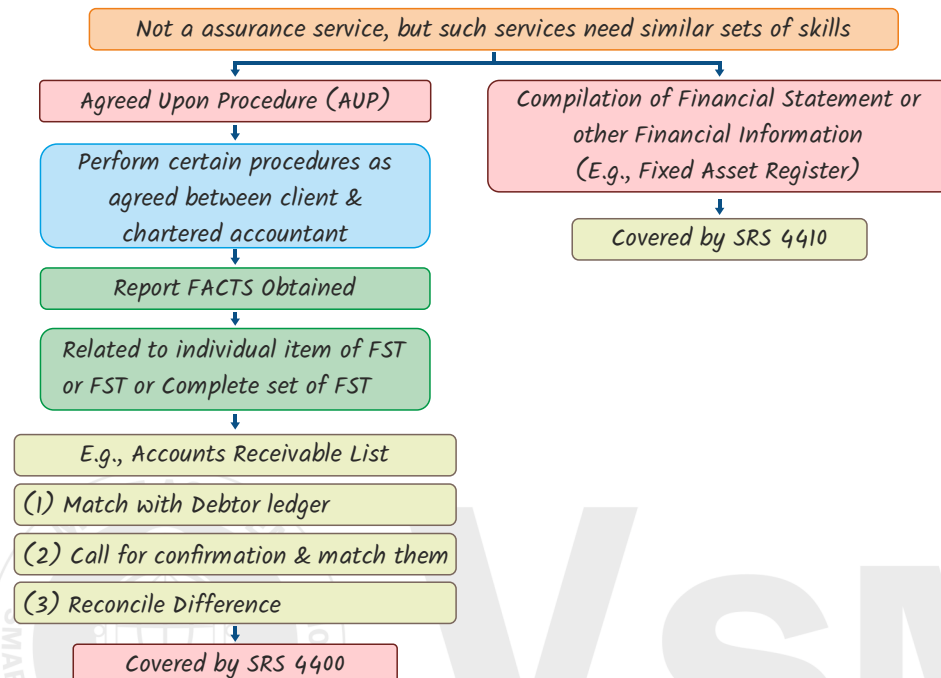 Not a assurance service, but such services need similar sets of skills
Agreed Upon Procedure (AUP)
Perform certain procedures as
agreed between client &
chartered accountant
Report FACTS Obtained
Related to individual item of FST
or FST or Complete set of FST
E.g., Accounts Receivable List
(1) Match with Debtor ledger
(2) Call for confirmation & match them
(3) Reconcile Difference
Covered by SRS 4400
Compilation of Financial Statement or
other Financial Information
(E.g., Fixed Asset Register)
Covered by SRS 4410